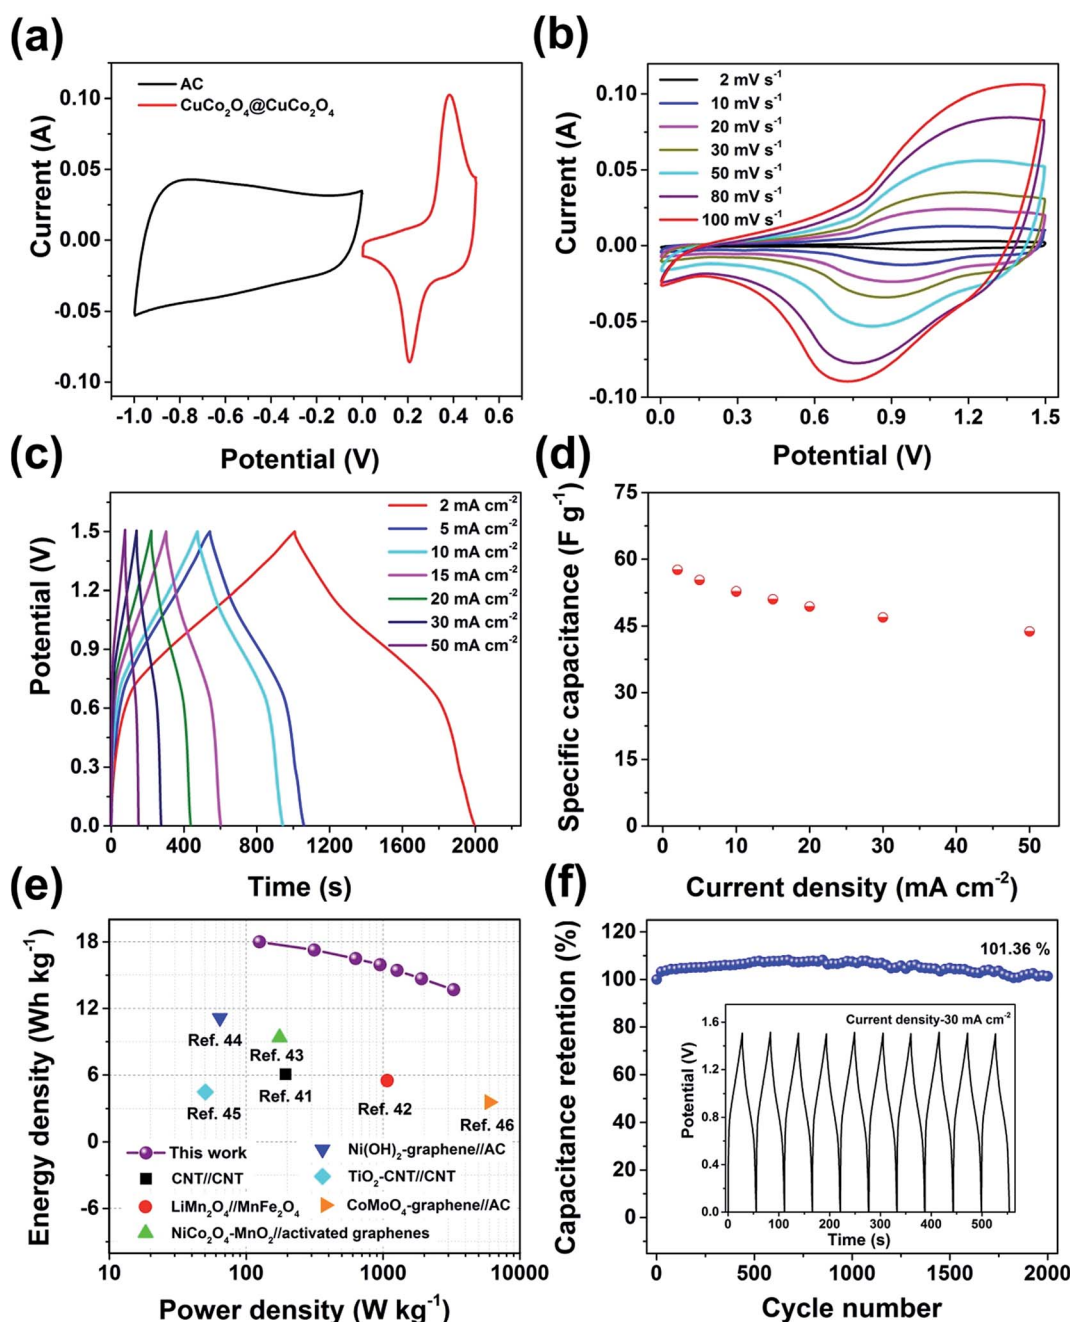 (a)
AC
CuCo₂O₄@CuCo₂O₄
Current (A)
0.10
0.05
0.00
-0.05
-0.10
-1.0 -0.8 -0.6 -0.4 -0.2 0.0 0.2 0.4 0.6
Potential (V)
(b)
2 mV s⁻¹
10 mV s⁻¹
20 mV s⁻¹
30 mV s⁻¹
50 mV s⁻¹
80 mV s⁻¹
100 mV s⁻¹
Current (A)
0.10
0.05
0.00
-0.05
-0.10
0.0 0.3 0.6 0.9 1.2 1.5
Potential (V)
(c)
2 mA cm⁻²
5 mA cm⁻²
10 mA cm⁻²
15 mA cm⁻²
20 mA cm⁻²
30 mA cm⁻²
50 mA cm⁻²
Potential (V)
1.5
1.2
0.9
0.6
0.3
0.0
0 400 800 1200 1600 2000
Time (s)
(d)
Specific capacitance (F g⁻¹)
75
60
45
30
15
0
0 10 20 30 40 50
Current density (mA cm⁻²)
(e)
Energy density (Wh kg⁻¹)
18
12
6
0
-6
Ref. 44
Ref. 43
Ref. 41
Ref. 45
Ref. 42
Ref. 46
This work
CNT//CNT
LiMn₂O₄//MnFe₂O₄
NiCo₂O₄-MnO₂//activated graphenes
Ni(OH)₂-graphene//AC
TiO₂-CNT//CNT
CoMoO₄-graphene//AC
10 100 1000 10000
Power density (W kg⁻¹)
(f)
Capacitance retention (%)
120
100
80
60
40
20
0
101.36 %
Current density-30 mA cm⁻²
Potential (V)
1.6
1.2
0.8
0.4
0.0
0 100 200 300 400 500
Time (s)
0 500 1000 1500 2000
Cycle number